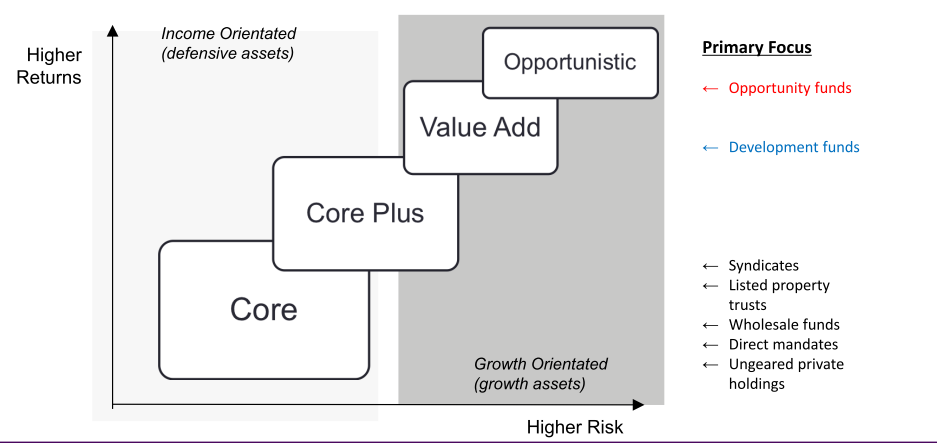 Higher
Returns
Income Orientated
(defensive assets)
Opportunistic
Value Add
Core Plus
Core
Growth Orientated
(growth assets)
Higher Risk
Primary Focus
← Opportunity funds
← Development funds
← Syndicates
← Listed property
trusts
← Wholesale funds
← Direct mandates
← Ungeared private
holdings